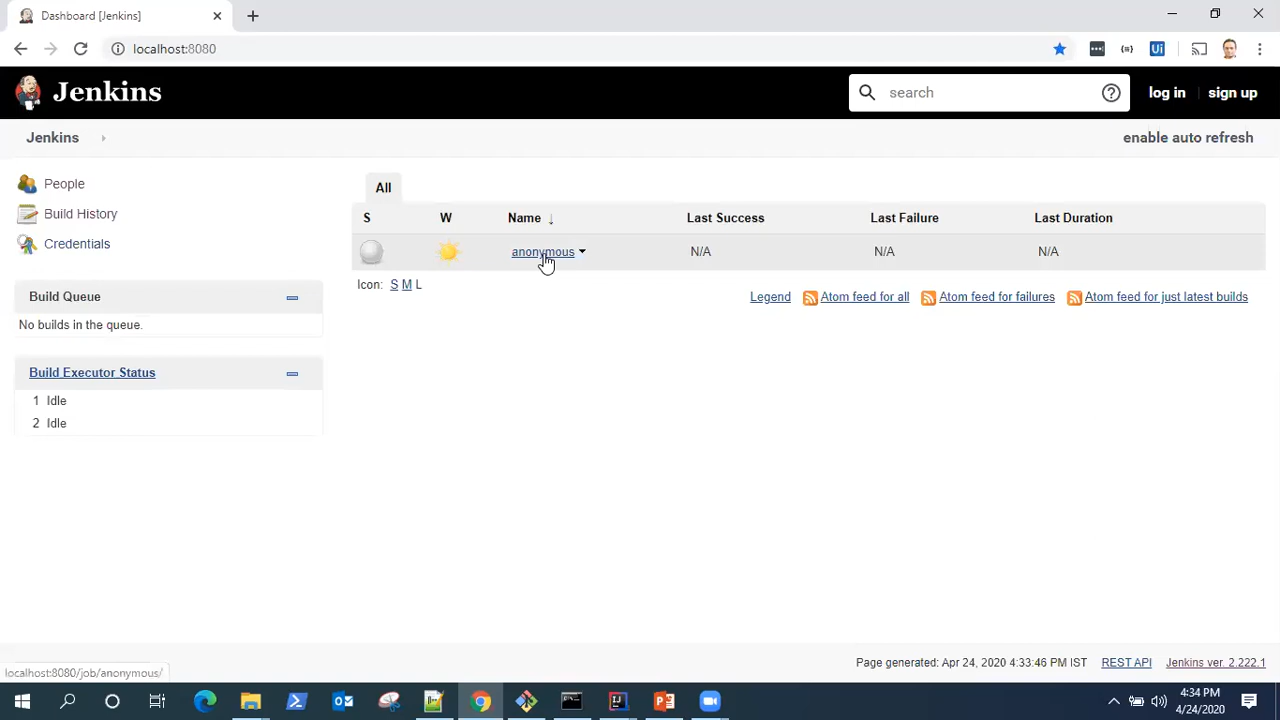 Dashboard [Jenkins]
localhost:8080
Jenkins
search
log in
sign up
Jenkins
enable auto refresh
People
Build History
Credentials
Build Queue
No builds in the queue.
Build Executor Status
1 Idle
2 Idle
All
S W Name ↓ Last Success Last Failure Last Duration
anonymous N/A N/A N/A
Icon: S M L
Legend Atom feed for all Atom feed for failures Atom feed for just latest builds
localhost:8080/job/anonymous/
Page generated: Apr 24, 2020 4:33:46 PM IST REST API Jenkins ver. 2.222.1
4:34 PM
4/24/2020